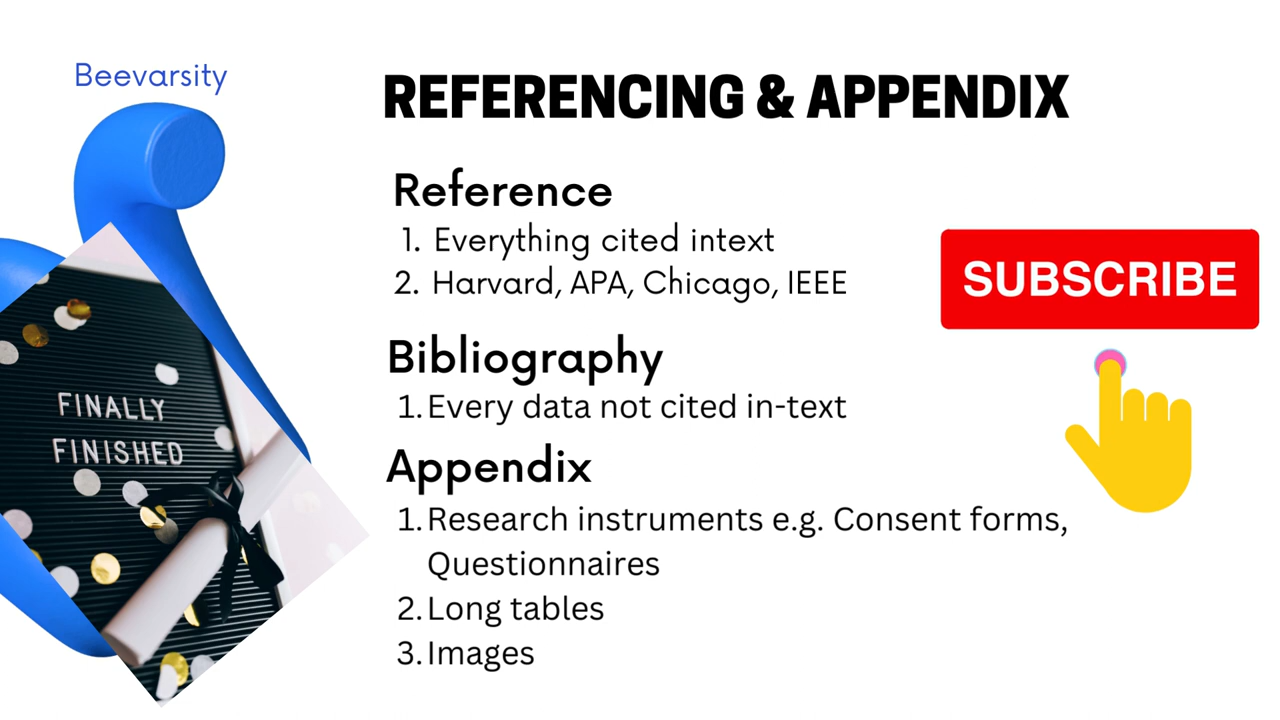 Beevarsity
REFERENCING & APPENDIX
Reference
1. Everything cited intext
2. Harvard, APA, Chicago, IEEE
SUBSCRIBE
Bibliography
1. Every data not cited in-text
Appendix
1. Research instruments e.g. Consent forms,
Questionnaires
2. Long tables
3. Images
FINALLY
FINISHED